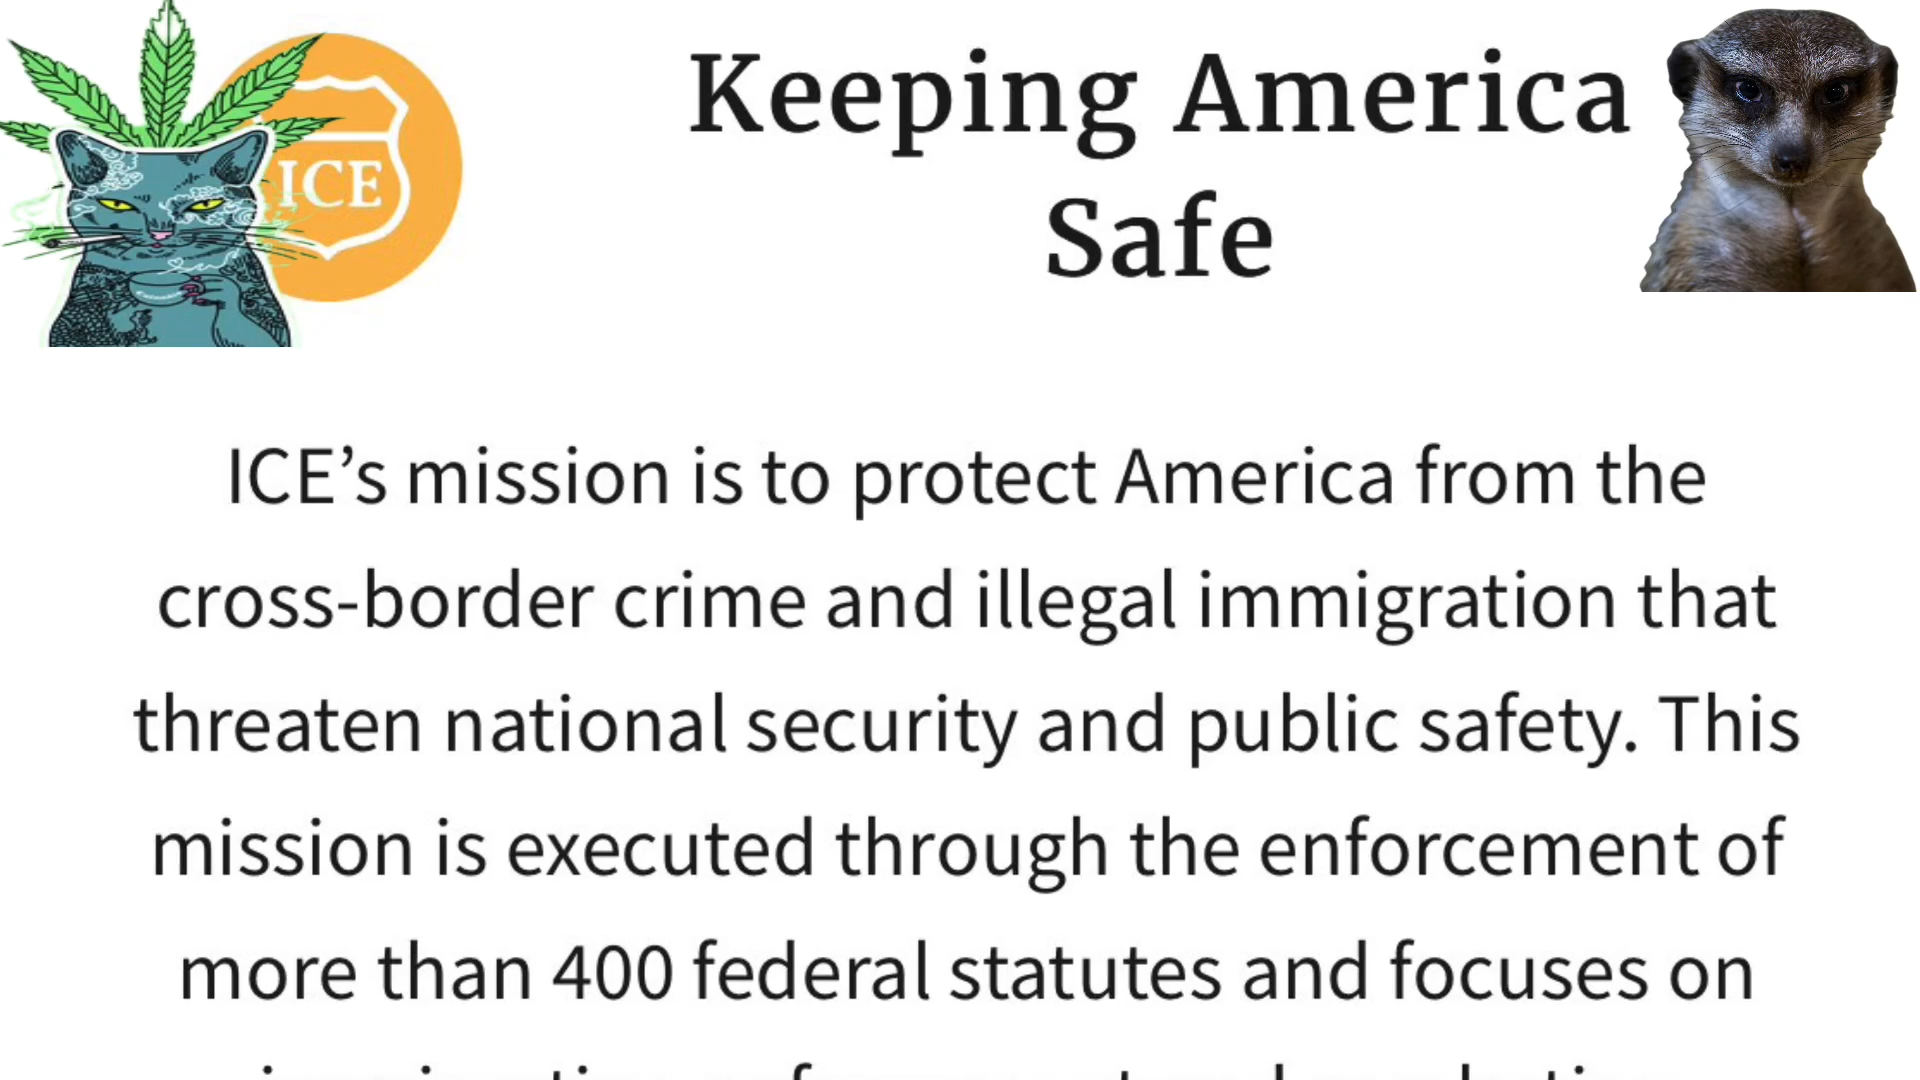 ICE
Keeping America
Safe
ICE’s mission is to protect America from the
cross-border crime and illegal immigration that
threaten national security and public safety. This
mission is executed through the enforcement of
more than 400 federal statutes and focuses on